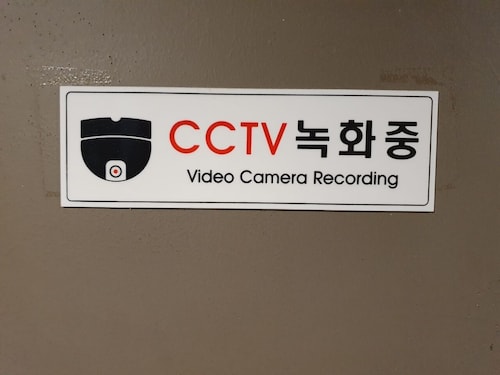 CCTV 녹화중
Video Camera Recording